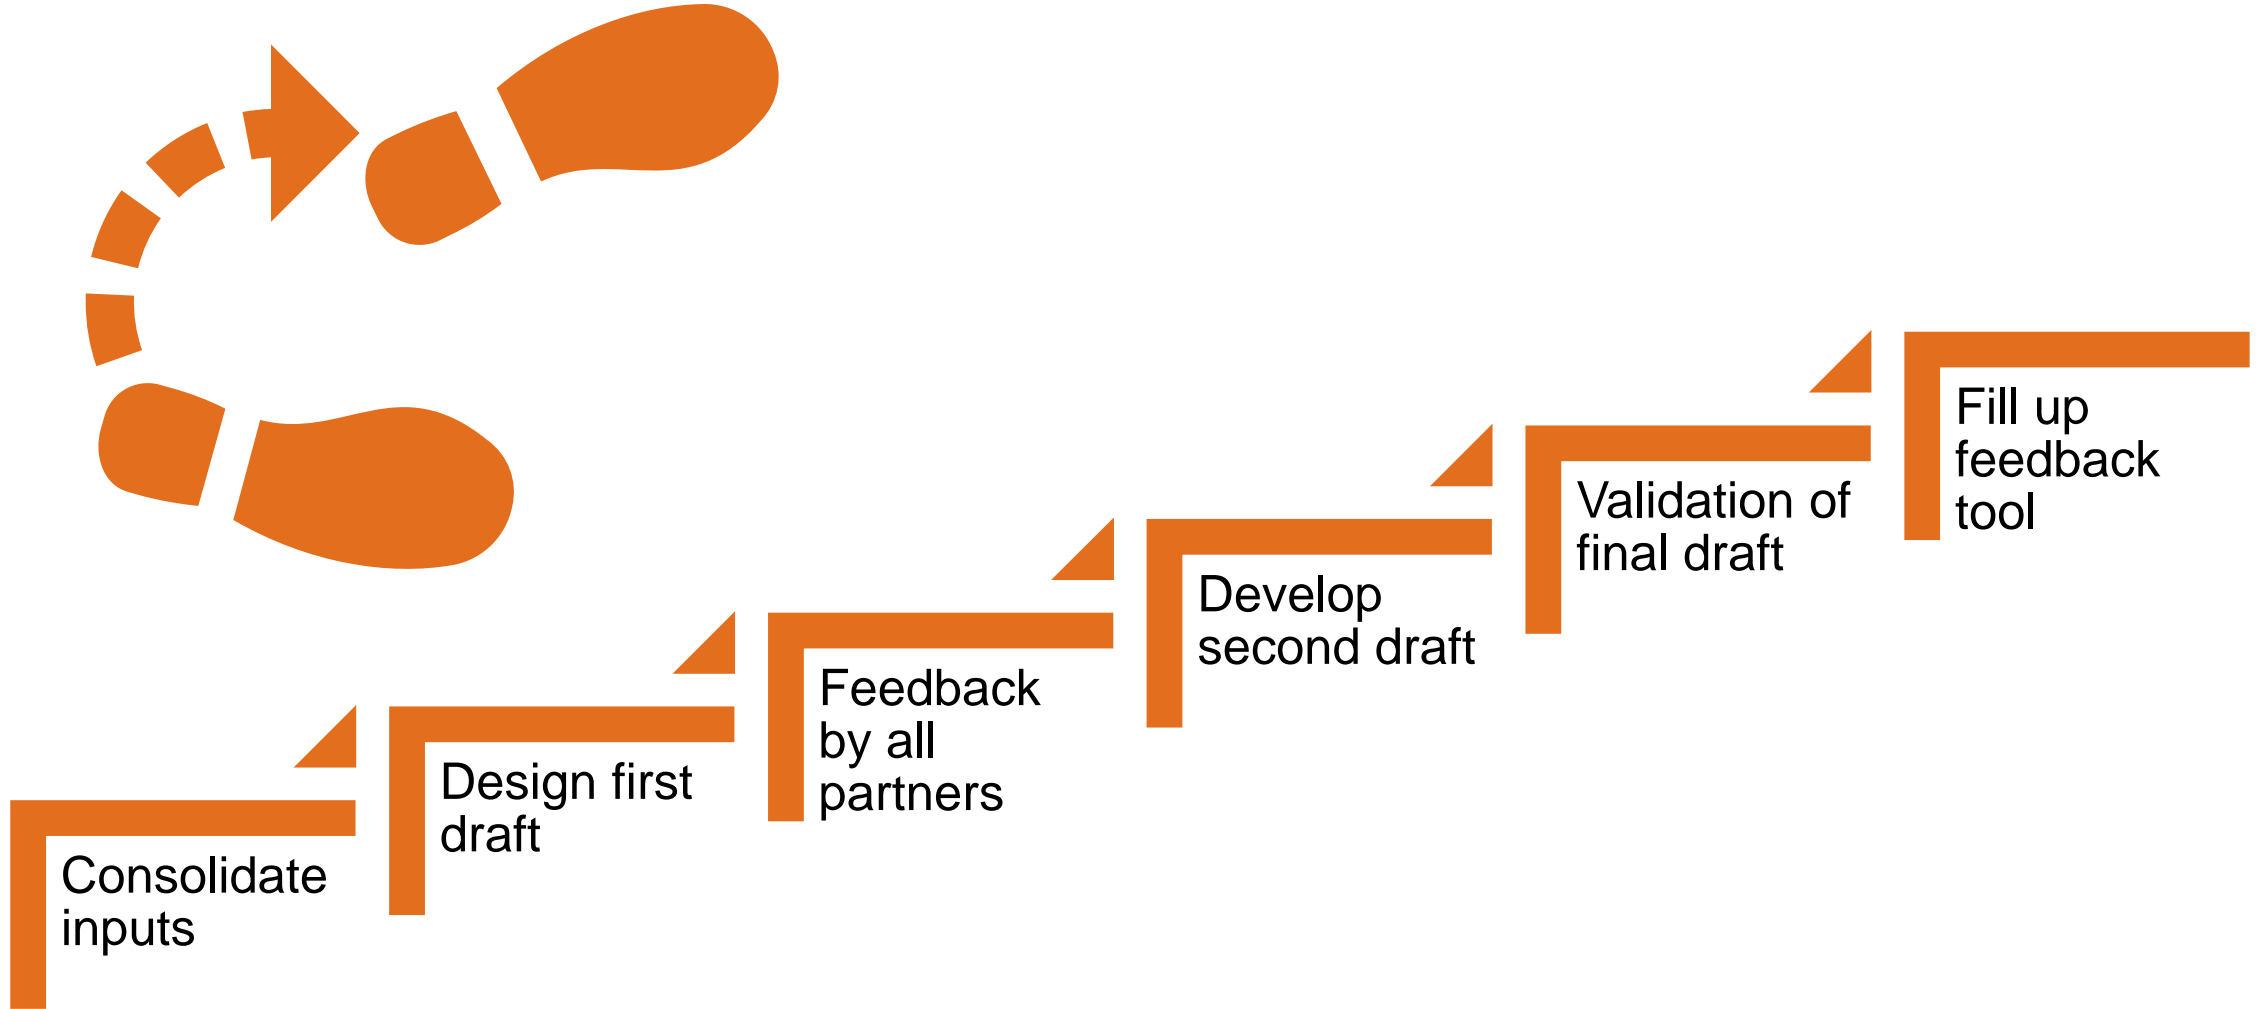 Consolidate
inputs
Design first
draft
Feedback
by all
partners
Develop
second draft
Validation of
final draft
Fill up
feedback
tool